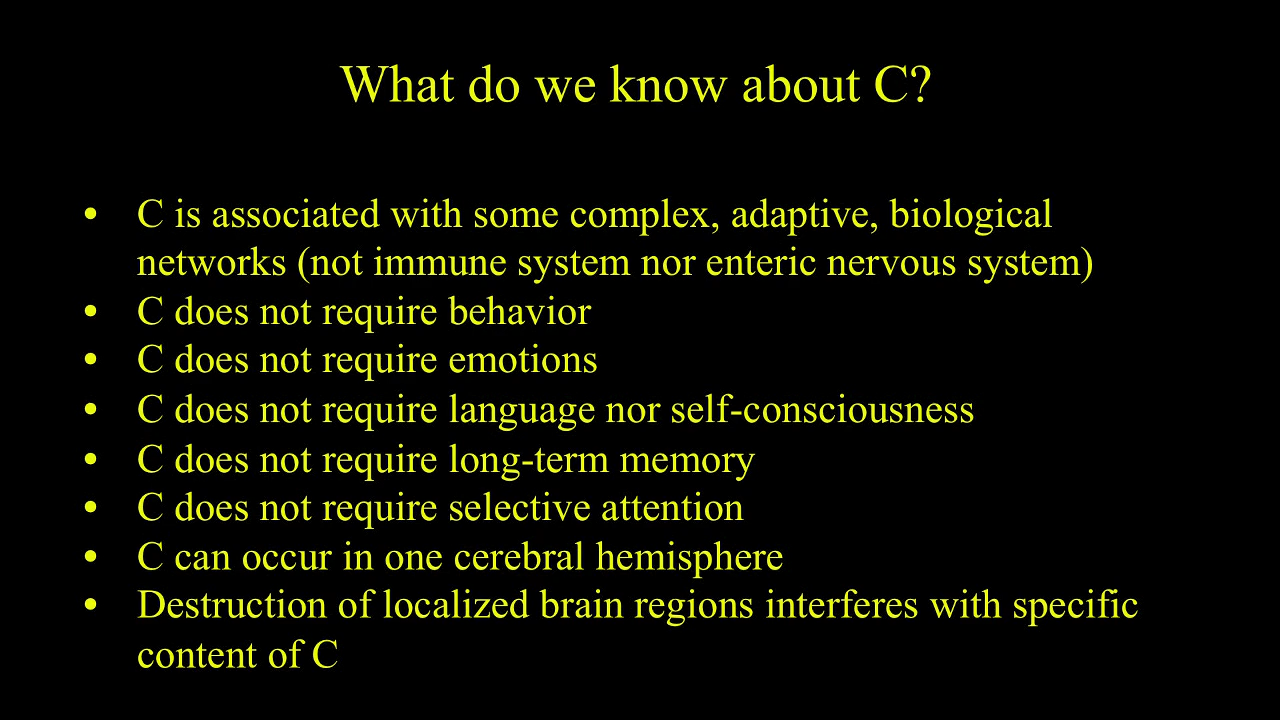 What do we know about C?
• C is associated with some complex, adaptive, biological
networks (not immune system nor enteric nervous system)
• C does not require behavior
• C does not require emotions
• C does not require language nor self-consciousness
• C does not require long-term memory
• C does not require selective attention
• C can occur in one cerebral hemisphere
• Destruction of localized brain regions interferes with specific
content of C